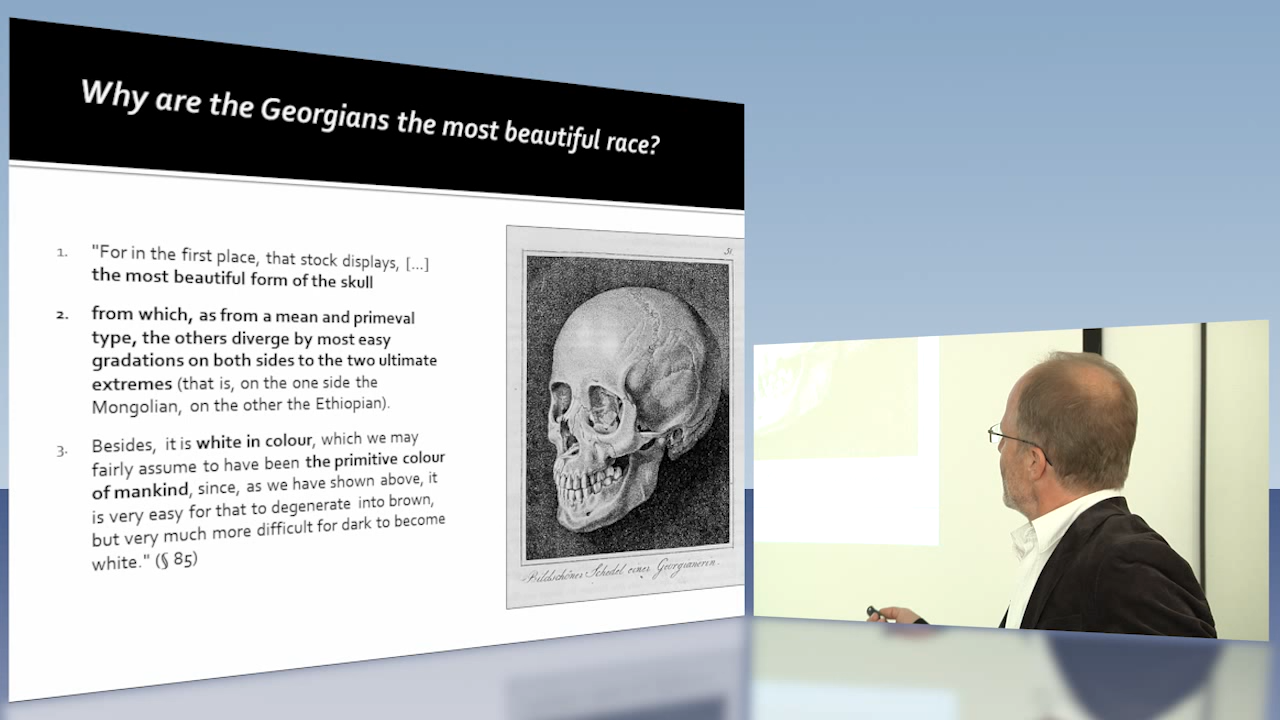 Why are the Georgians the most beautiful race?
1. "For in the first place, that stock displays, [...]
the most beautiful form of the skull
2. from which, as from a mean and primeval
type, the others diverge by most easy
gradations on both sides to the two ultimate
extremes (that is, on the one side the
Mongolian, on the other the Ethiopian).
3. Besides, it is white in colour, which we may
fairly assume to have been the primitive colour
of mankind, since, as we have shown above, it
is very easy for that to degenerate into brown,
but very much more difficult for dark to become
white." (§ 85)
51.
Bildschöner Schedel einer Georgianerin.